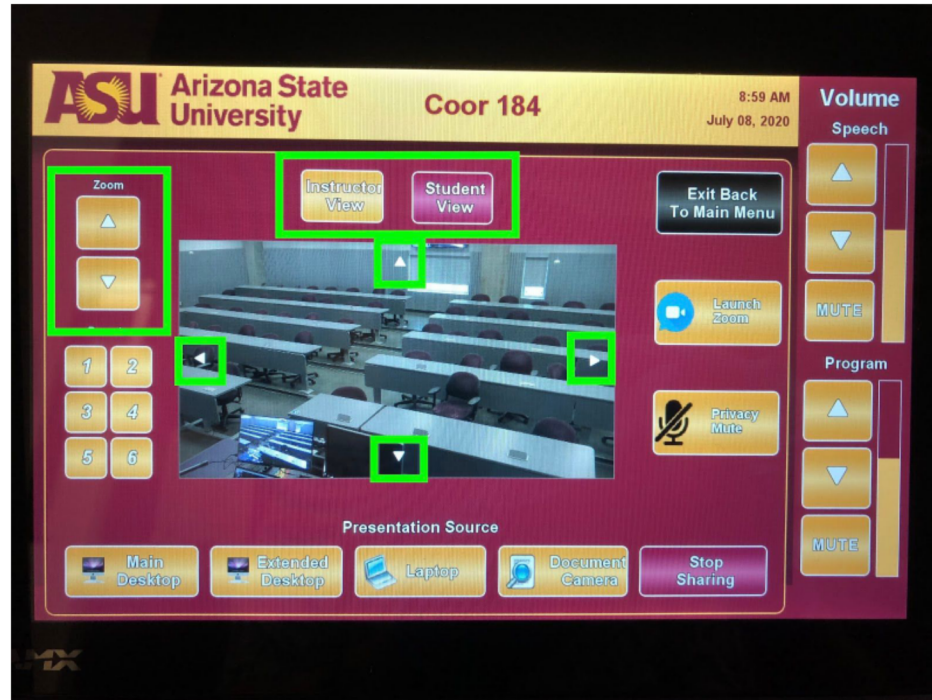 ASU Arizona State
University
Coor 184
8:59 AM
July 08, 2020
Volume
Speech
MUTE
Program
MUTE
Zoom
Instructor
View
Student
View
Exit Back
To Main Menu
Launch
Zoom
Privacy
Mute
1 2
3 4
5 6
Presentation Source
Main
Desktop
Extended
Desktop
Laptop
Document
Camera
Stop
Sharing
AMX